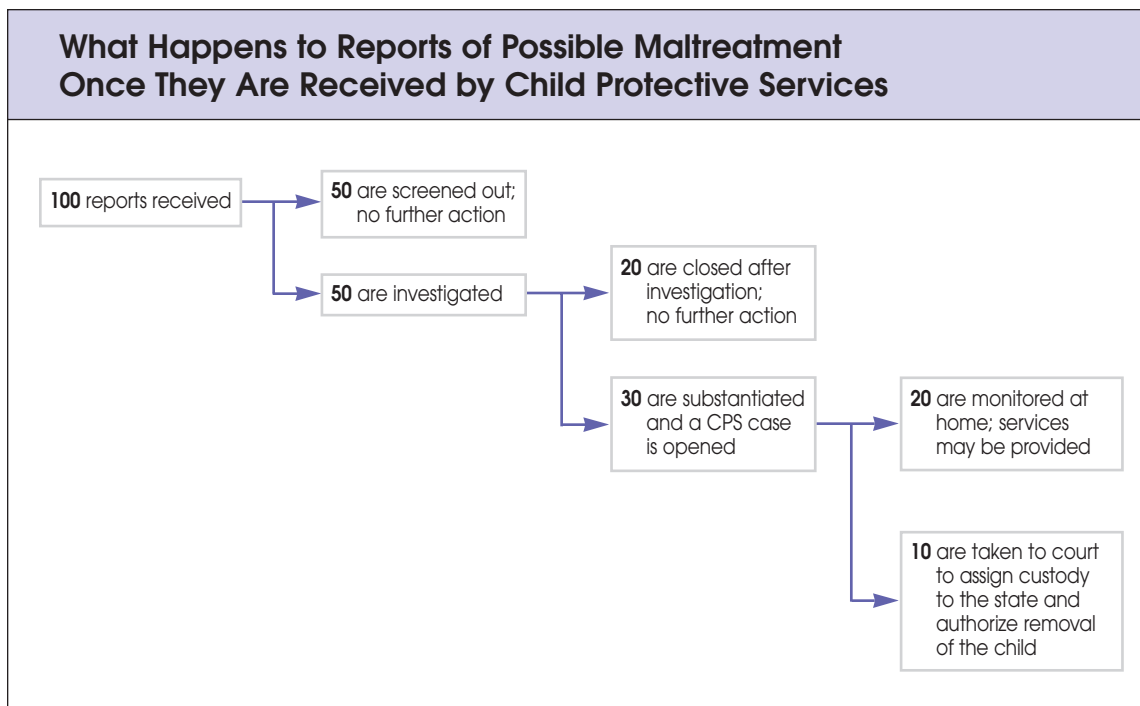 What Happens to Reports of Possible Maltreatment
Once They Are Received by Child Protective Services
100 reports received
50 are screened out;
no further action
50 are investigated
20 are closed after
investigation;
no further action
30 are substantiated
and a CPS case
is opened
20 are monitored at
home; services
may be provided
10 are taken to court
to assign custody
to the state and
authorize removal
of the child